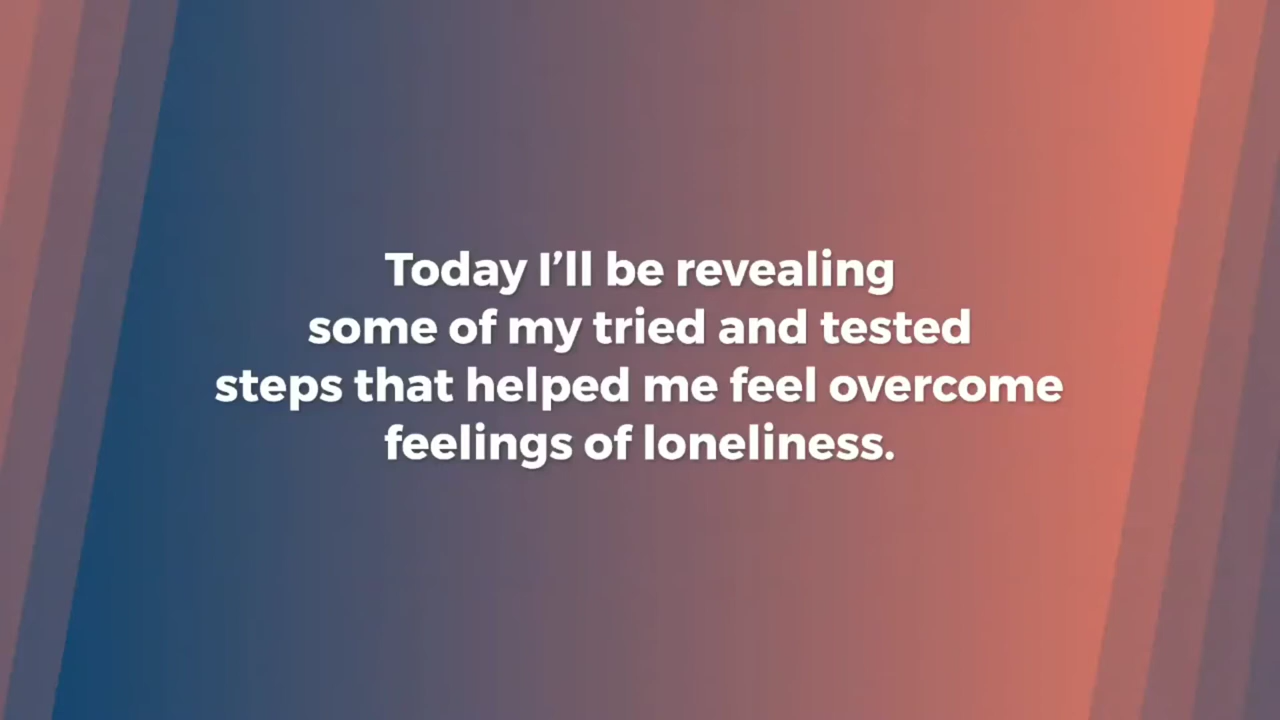 Today I’ll be revealing
some of my tried and tested
steps that helped me feel overcome
feelings of loneliness.